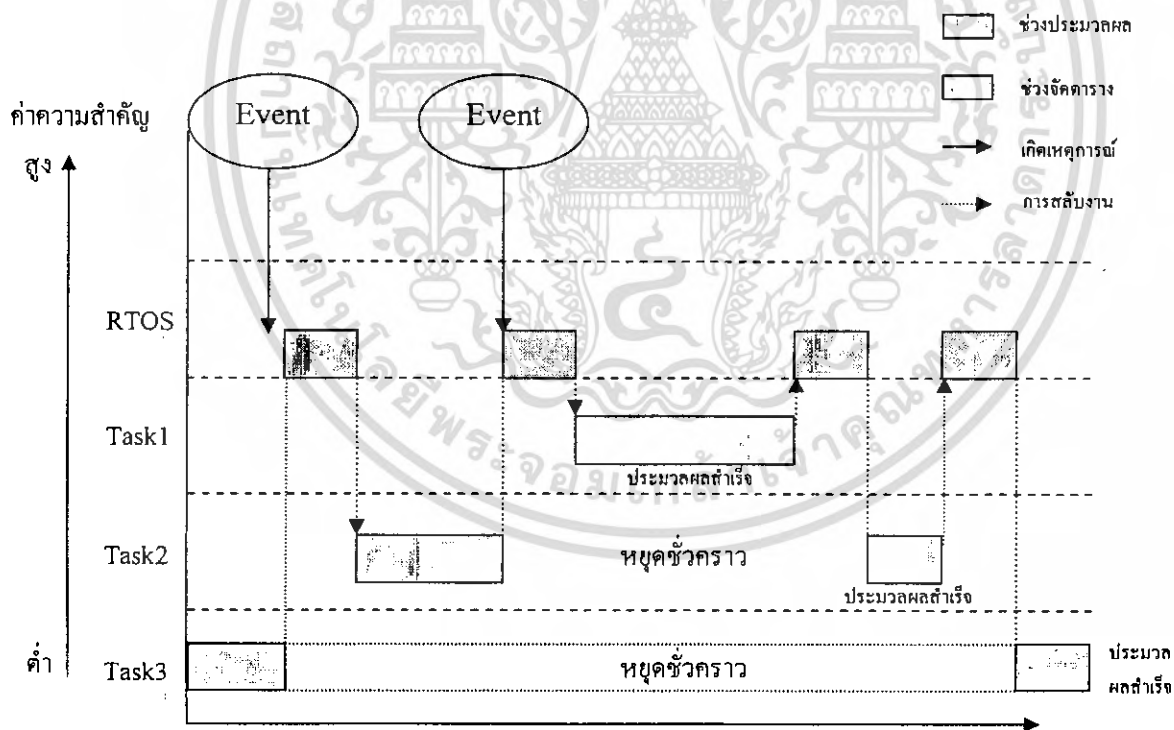 ช่วงประมวลผล
ช่วงจัดตาราง
เกิดเหตุการณ์
การสลับงาน
ค่าความสำคัญ
สูง
Event
Event
RTOS
Task1
ประมวลผลสำเร็จ
Task2
หยุดชั่วคราว
ประมวลผลสำเร็จ
ต่ำ
Task3
หยุดชั่วคราว
ประมวล
ผลสำเร็จ